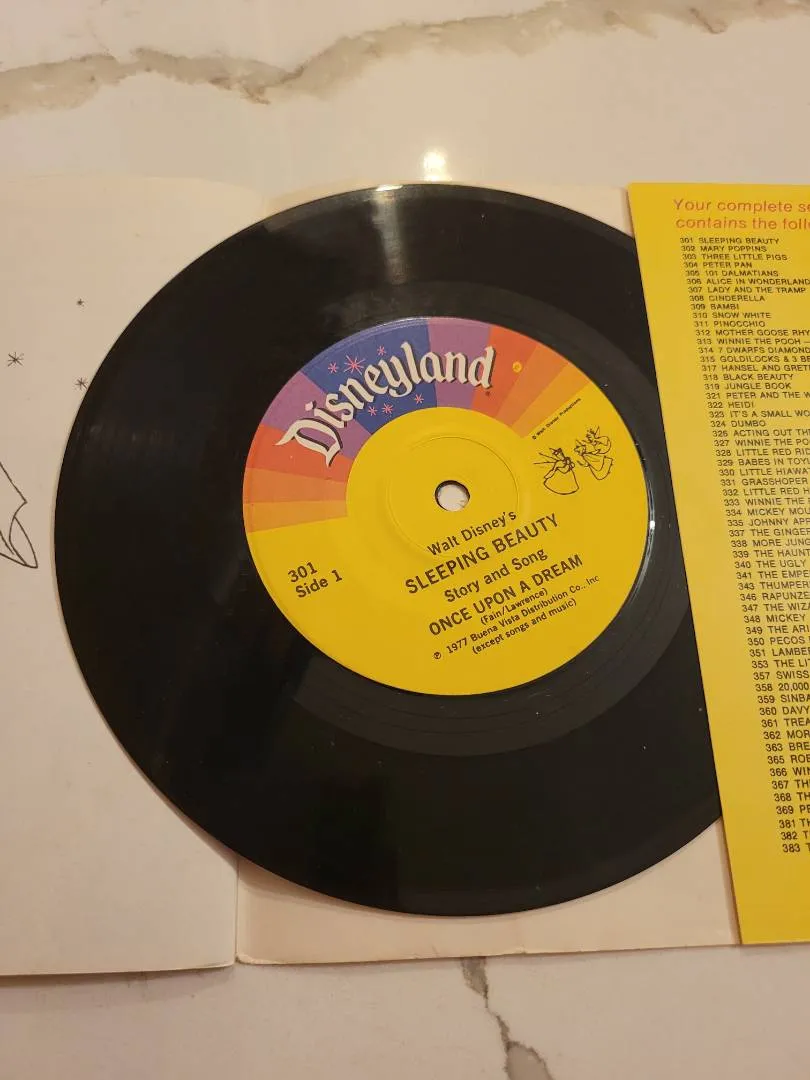 Disneyland
© Walt Disney Productions
301
Side 1
Walt Disney's
SLEEPING BEAUTY
Story and Song
ONCE UPON A DREAM
(Fain/Lawrence)
℗ 1977 Buena Vista Distribution Co., Inc
(except songs and music)
Your complete
contains the
301 SLEEPING BEAUTY
302 MARY POPPINS
303 THREE LITTLE PIGS
304 PETER PAN
305 101 DALMATIANS
306 ALICE IN WONDERLAND
307 LADY AND THE TRAMP
308 CINDERELLA
309 BAMBI
310 SNOW WHITE
311 PINOCCHIO
312 MOTHER GOOSE RHY
313 WINNIE THE POOH —
314 7 DWARFS DIAMOND
315 GOLDILOCKS & 3 BE
317 HANSEL AND GRET
318 BLACK BEAUTY
319 JUNGLE BOOK
321 PETER AND THE W
322 HEIDI
323 IT'S A SMALL WO
324 DUMBO
326 ACTING OUT TH
327 WINNIE THE PO
328 LITTLE RED RID
329 BABES IN TOY
330 LITTLE HIAWAT
331 GRASSHOPER
332 LITTLE RED H
333 WINNIE THE
334 MICKEY MOU
335 JOHNNY APP
337 THE GINGER
338 MORE JUNG
339 THE HAUNT
340 THE UGLY
341 THE EMPE
343 THUMPER
346 RAPUNZE
347 THE WIZA
348 MICKEY
349 THE ARI
350 PECOS
351 LAMBER
353 THE LIT
357 SWISS
358 20,000
359 SINBA
360 DAVY
361 TREA
362 MOR
363 BRE
365 ROB
366 WIN
367 TH
368 TH
369 PE
381 TH
382 T
383 T